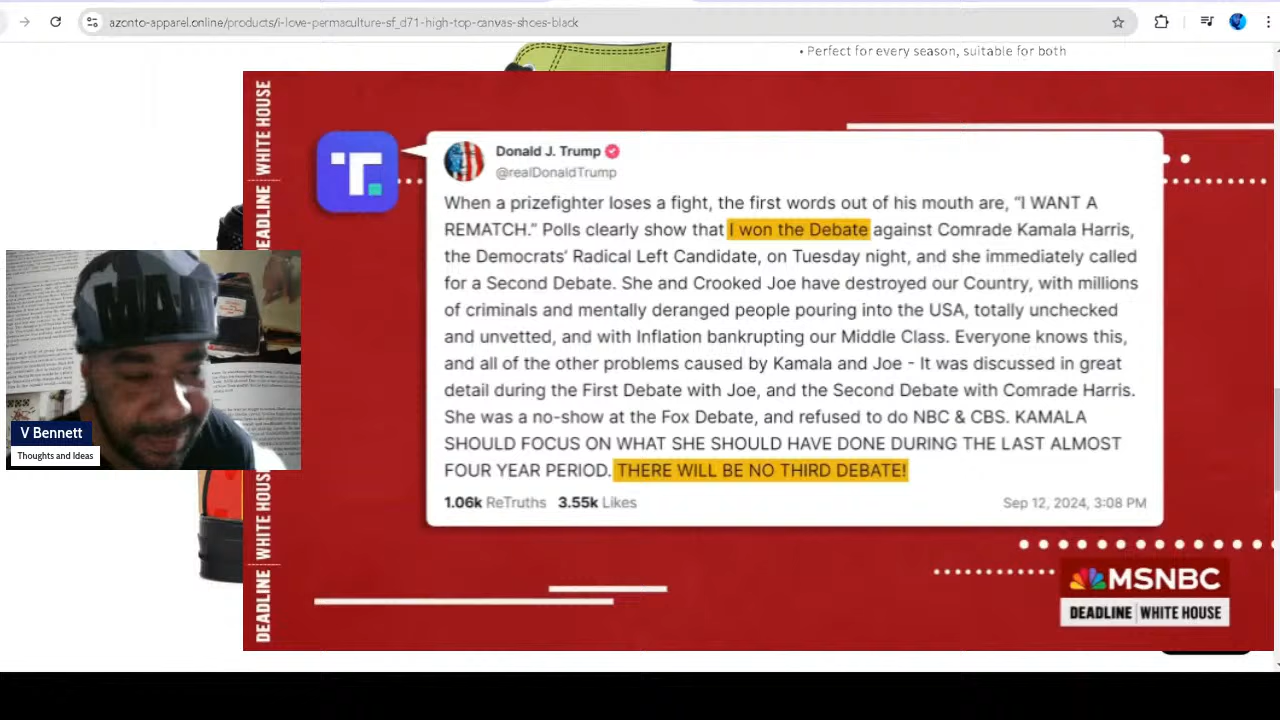 azonto-apparel.online/products/i-love-permaculture-sf_d71-high-top-canvas-shoes-black
• Perfect for every season, suitable for both
DEADLINE WHITE HOUSE
DEADLINE WHITE HOUSE
Donald J. Trump
@realDonaldTrump
When a prizefighter loses a fight, the first words out of his mouth are, “I WANT A
REMATCH.” Polls clearly show that I won the Debate against Comrade Kamala Harris,
the Democrats’ Radical Left Candidate, on Tuesday night, and she immediately called
for a Second Debate. She and Crooked Joe have destroyed our Country, with millions
of criminals and mentally deranged people pouring into the USA, totally unchecked
and unvetted, and with Inflation bankrupting our Middle Class. Everyone knows this,
and all of the other problems caused by Kamala and Joe - It was discussed in great
detail during the First Debate with Joe, and the Second Debate with Comrade Harris.
She was a no-show at the Fox Debate, and refused to do NBC & CBS. KAMALA
SHOULD FOCUS ON WHAT SHE SHOULD HAVE DONE DURING THE LAST ALMOST
FOUR YEAR PERIOD. THERE WILL BE NO THIRD DEBATE!
1.06k ReTruths 3.55k Likes
Sep 12, 2024, 3:08 PM
V Bennett
Thoughts and Ideas
MSNBC
DEADLINE WHITE HOUSE